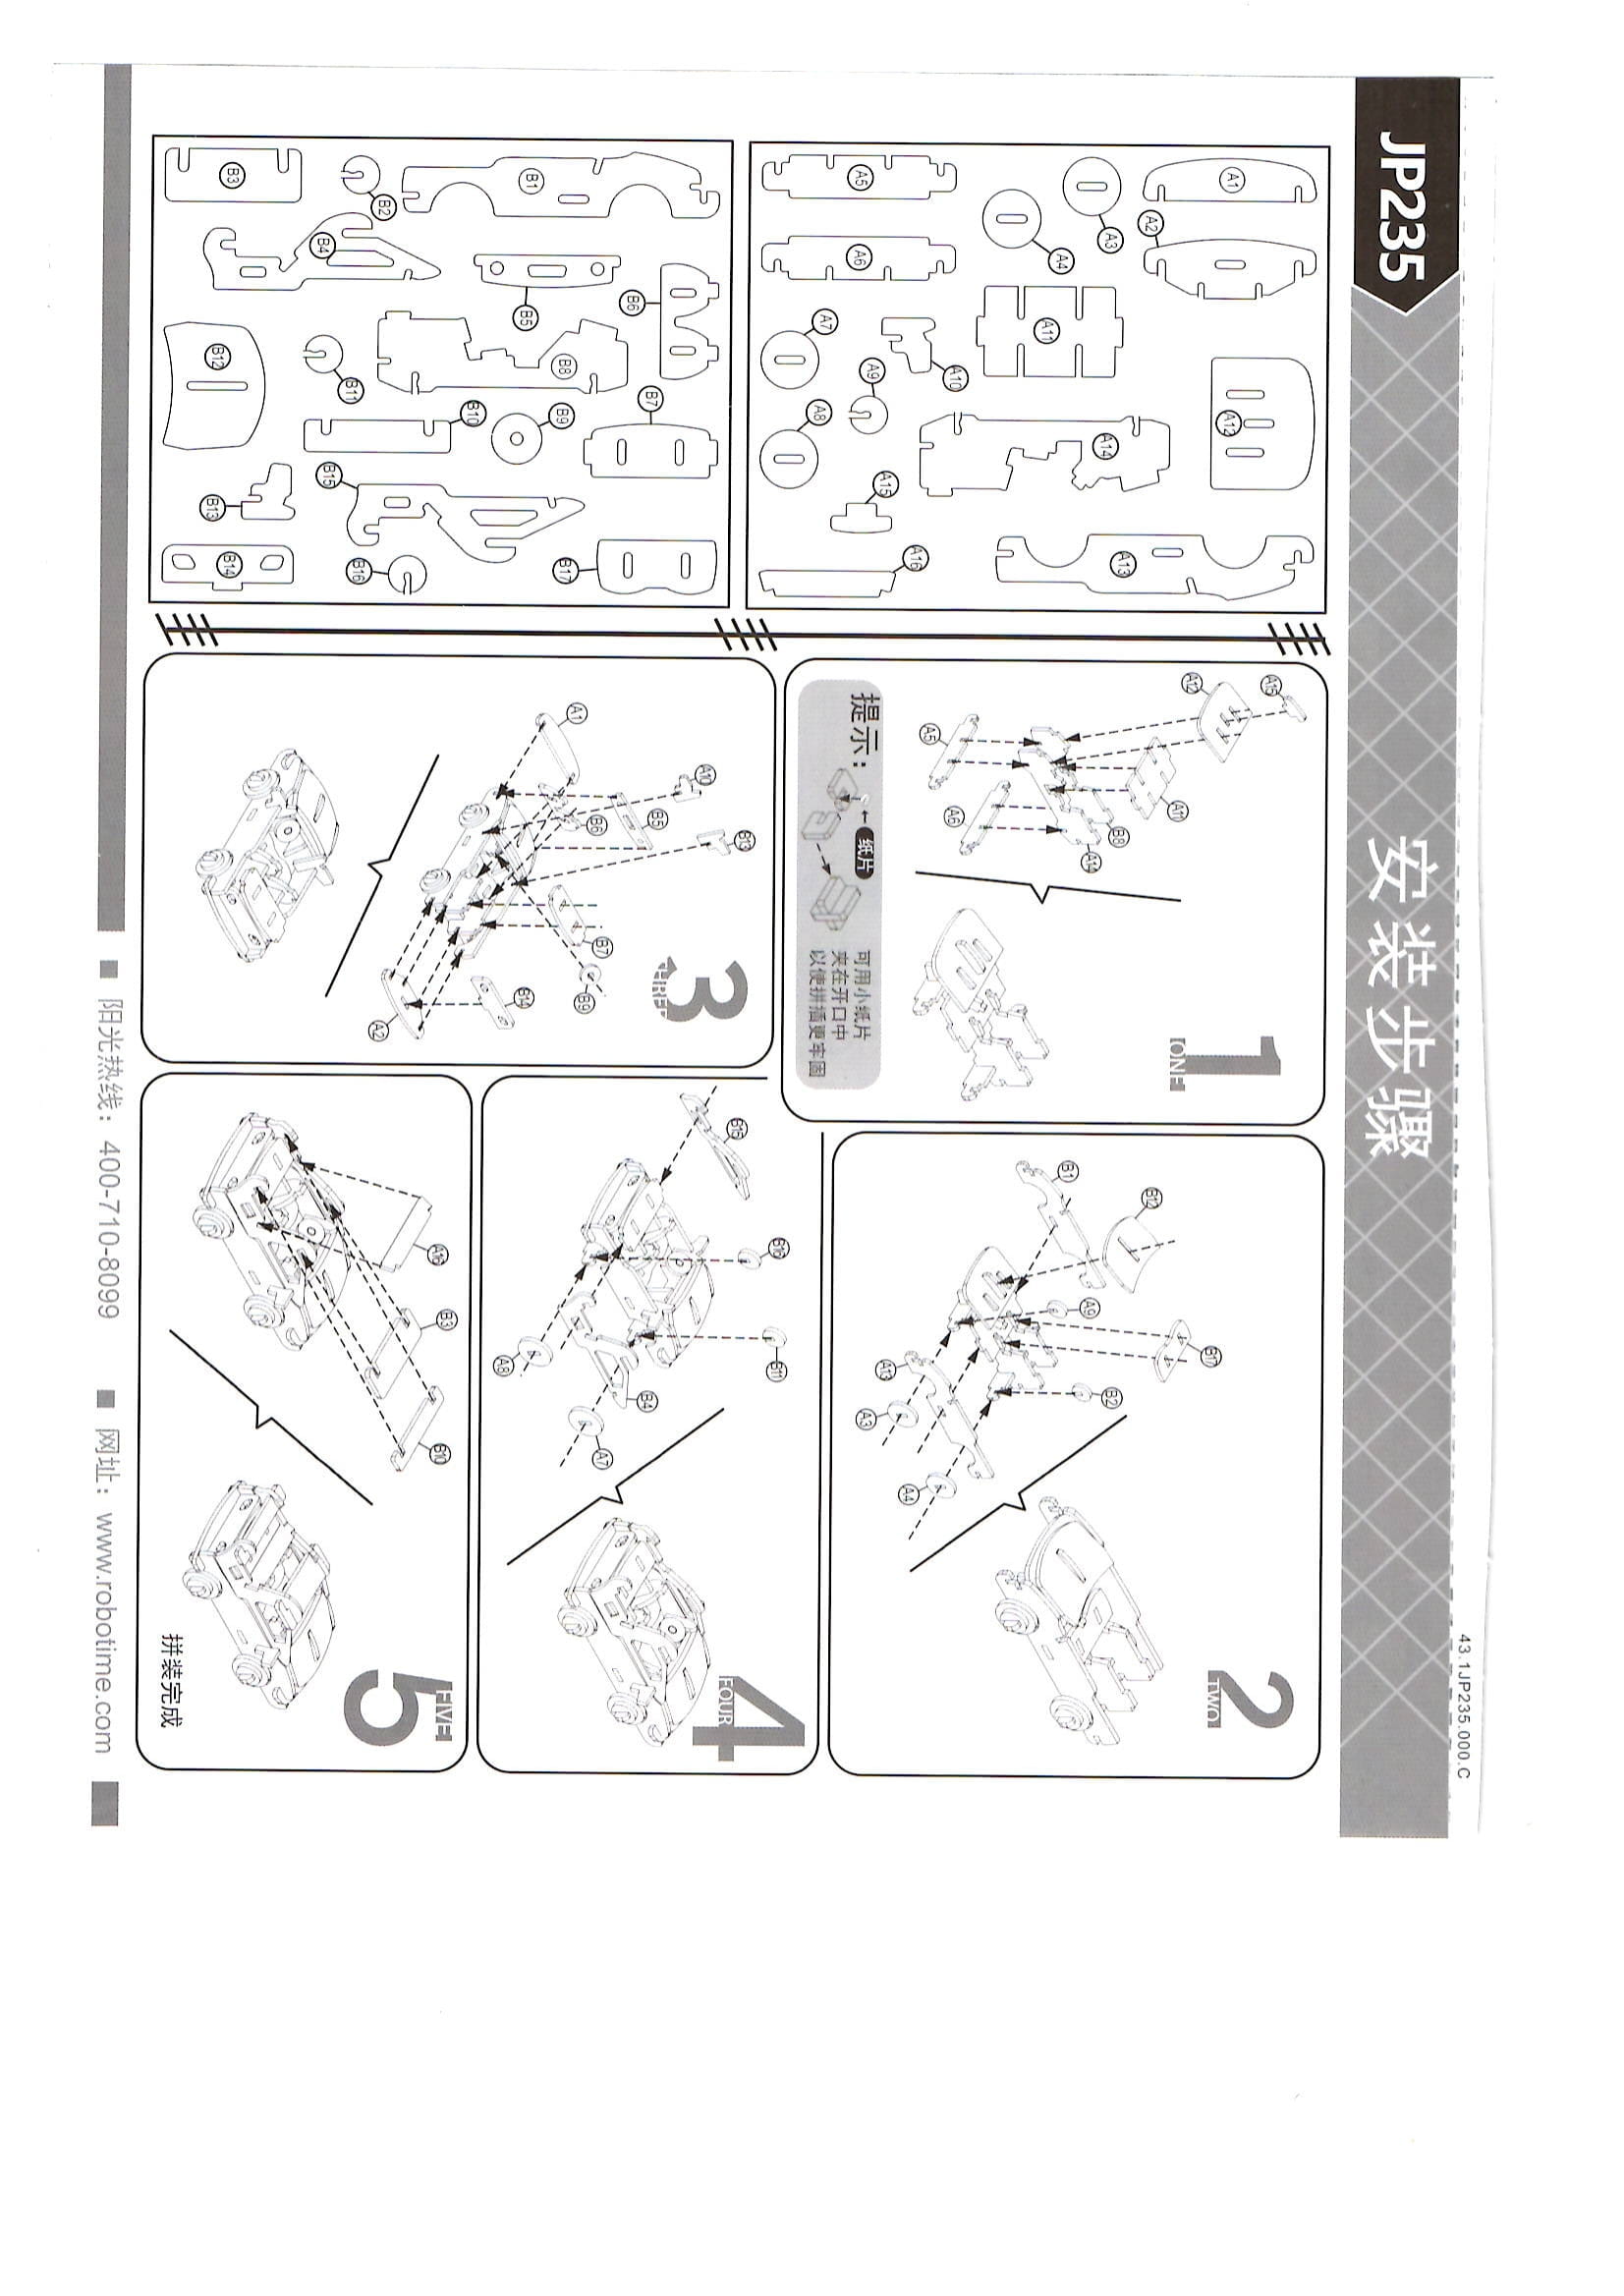 43.1JP235.000.C
JP235
安装步骤
A1
A2
A12
A13
A3
A14
A4
A11
A10
A16
A5
A6
A9
A15
A7
A8
B6
B7
B17
B1
B5
B8
B9
B10
B2
B4
B11
B15
B16
B3
B12
B13
B14
1
ONE
A15
A12
A11
B8
A14
A6
A5
提示：
←纸片
可用小纸片
夹在开口中
以使拼插更牢固
2
TWO
B17
B12
B2
A9
B1
A4
A13
A3
3
THREE
B13
A10
B5
B6
B7
B9
A1
B14
A2
4
FOUR
B16
B11
B15
B4
A7
A8
5
FIVE
A16
B3
B10
拼装完成
阳光热线：400-710-8099
网址：www.robotime.com